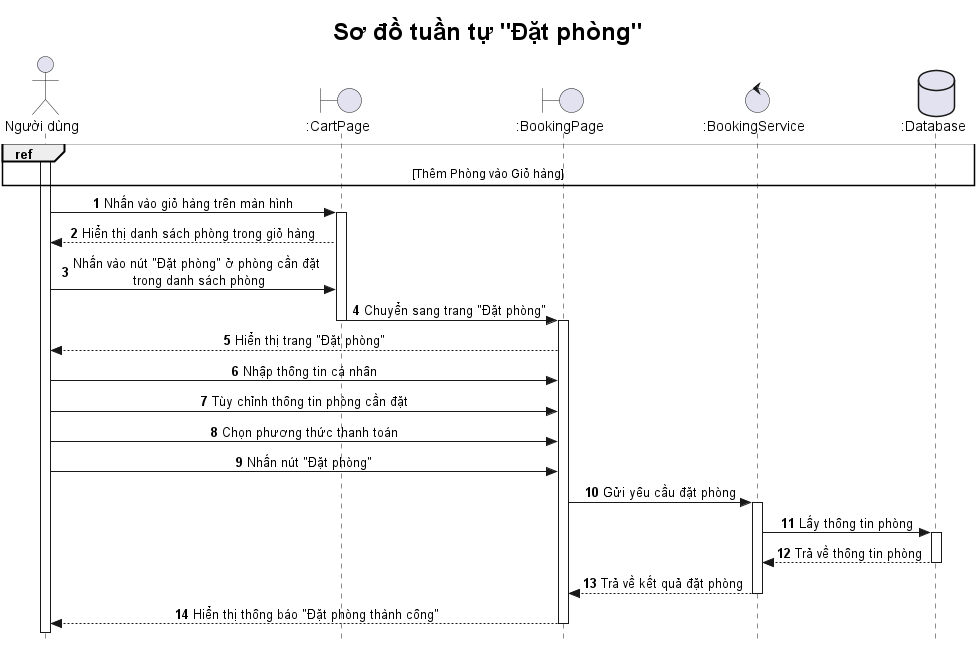 Sơ đồ tuần tự "Đặt phòng"
Người dùng
:CartPage
:BookingPage
:BookingService
:Database
ref
[Thêm Phòng vào Giỏ hàng]
1 Nhấn vào giỏ hàng trên màn hình
2 Hiển thị danh sách phòng trong giỏ hàng
3 Nhấn vào nút "Đặt phòng" ở phòng cần đặt
trong danh sách phòng
4 Chuyển sang trang "Đặt phòng"
5 Hiển thị trang "Đặt phòng"
6 Nhập thông tin cá nhân
7 Tùy chỉnh thông tin phòng cần đặt
8 Chọn phương thức thanh toán
9 Nhấn nút "Đặt phòng"
10 Gửi yêu cầu đặt phòng
11 Lấy thông tin phòng
12 Trả về thông tin phòng
13 Trả về kết quả đặt phòng
14 Hiển thị thông báo "Đặt phòng thành công"